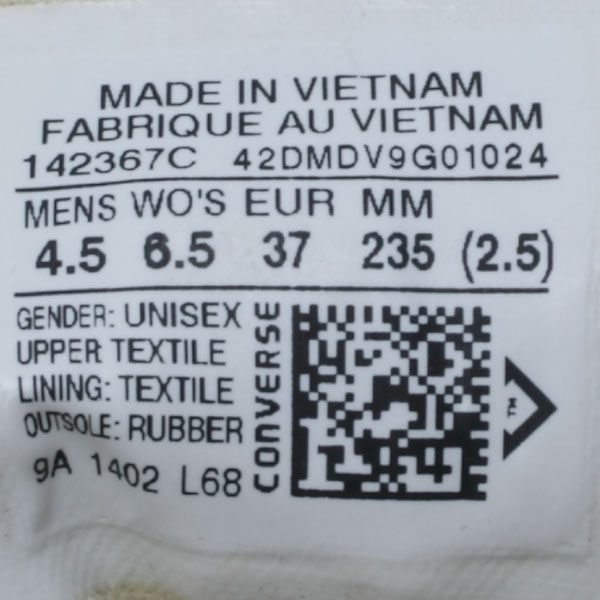 MADE IN VIETNAM
FABRIQUE AU VIETNAM
142367C 42DMDV9G01024
MENS WO'S EUR MM
4.5 6.5 37 235 (2.5)
GENDER: UNISEX
UPPER TEXTILE
LINING: TEXTILE
OUTSOLE: RUBBER
9A 1402 L68
CONVERSE
TM